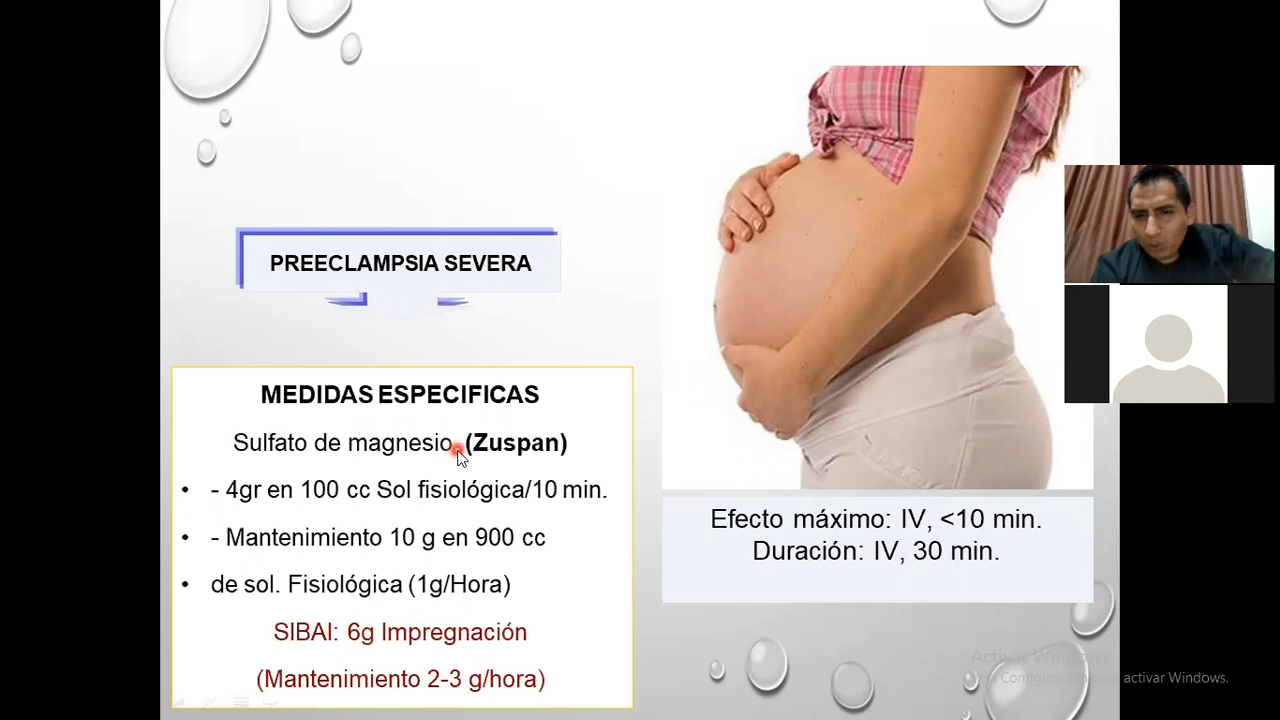 PREECLAMPSIA SEVERA
MEDIDAS ESPECIFICAS
Sulfato de magnesio (Zuspan)
• - 4gr en 100 cc Sol fisiológica/10 min.
• - Mantenimiento 10 g en 900 cc
• de sol. Fisiológica (1g/Hora)
SIBAI: 6g Impregnación
(Mantenimiento 2-3 g/hora)
Efecto máximo: IV, <10 min.
Duración: IV, 30 min.
Activar Windows
Configuración para activar Windows.